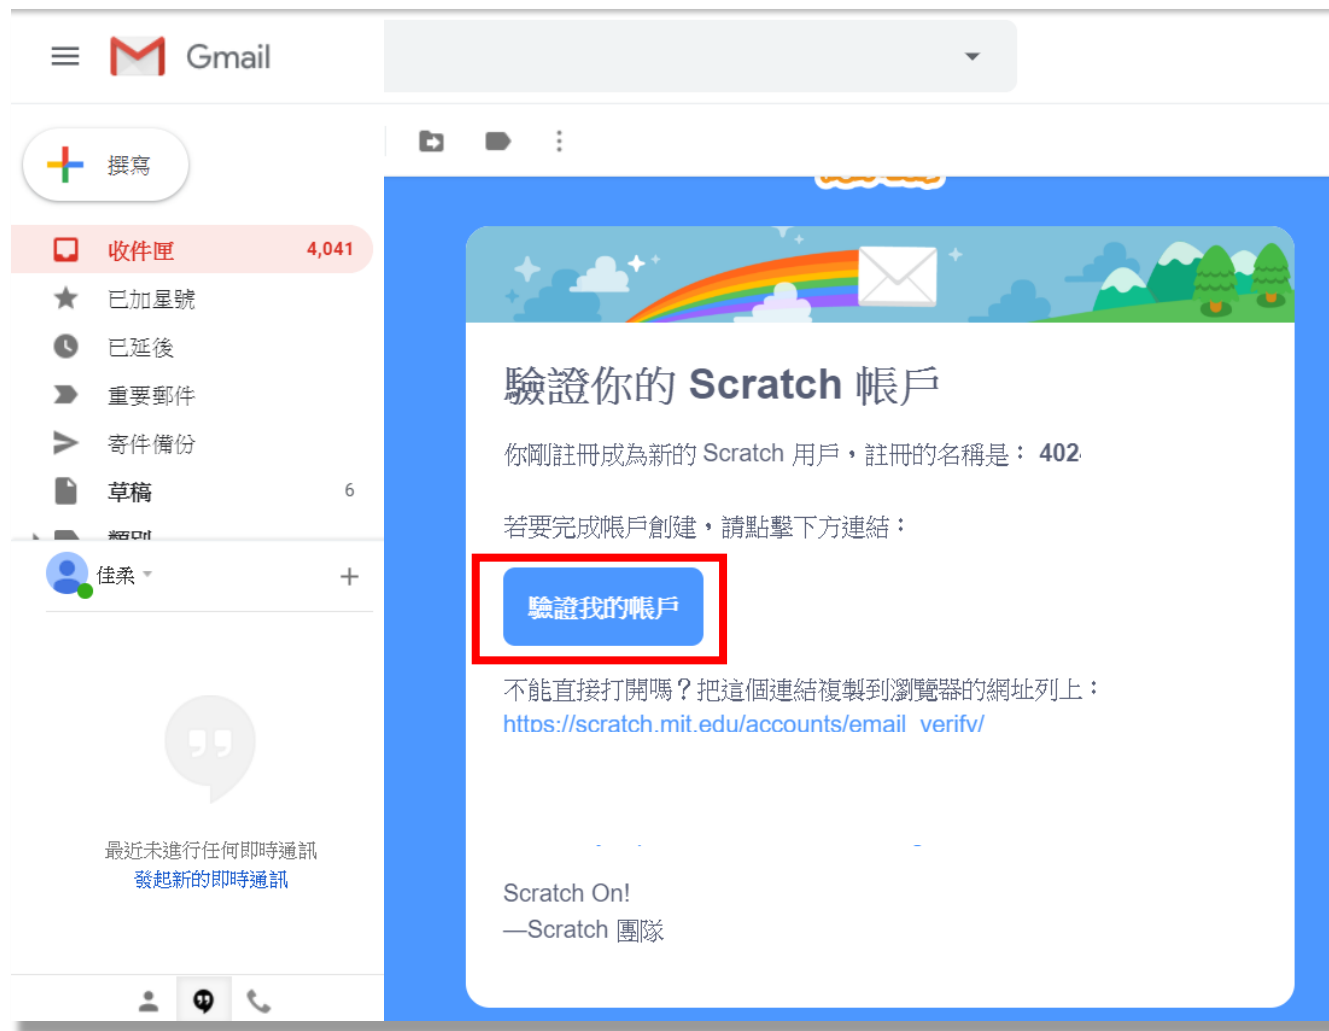 Gmail
撰寫
收件匣 4,041
已加星號
已延後
重要郵件
寄件備份
草稿 6
類別
佳柔
最近未進行任何即時通訊
發起新的即時通訊
驗證你的 Scratch 帳戶
你剛註冊成為新的 Scratch 用戶，註冊的名稱是： 402
若要完成帳戶創建，請點擊下方連結：
驗證我的帳戶
不能直接打開嗎？把這個連結複製到瀏覽器的網址列上：
https://scratch.mit.edu/accounts/email_verify/
Scratch On!
—Scratch 團隊